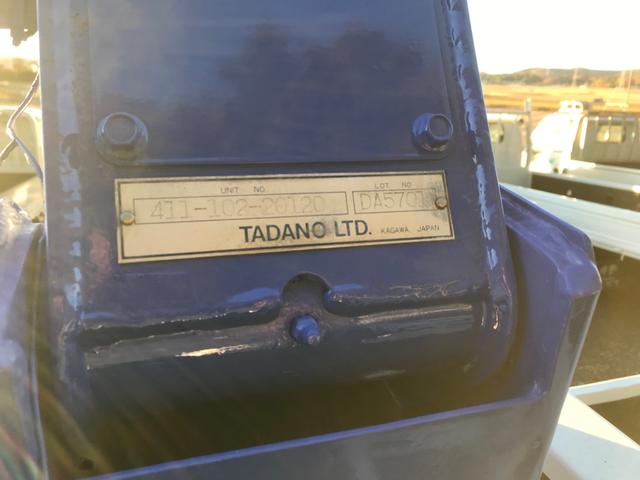 UNIT NO. LOT NO
411-102-20120
TADANO LTD. KAGAWA, JAPAN